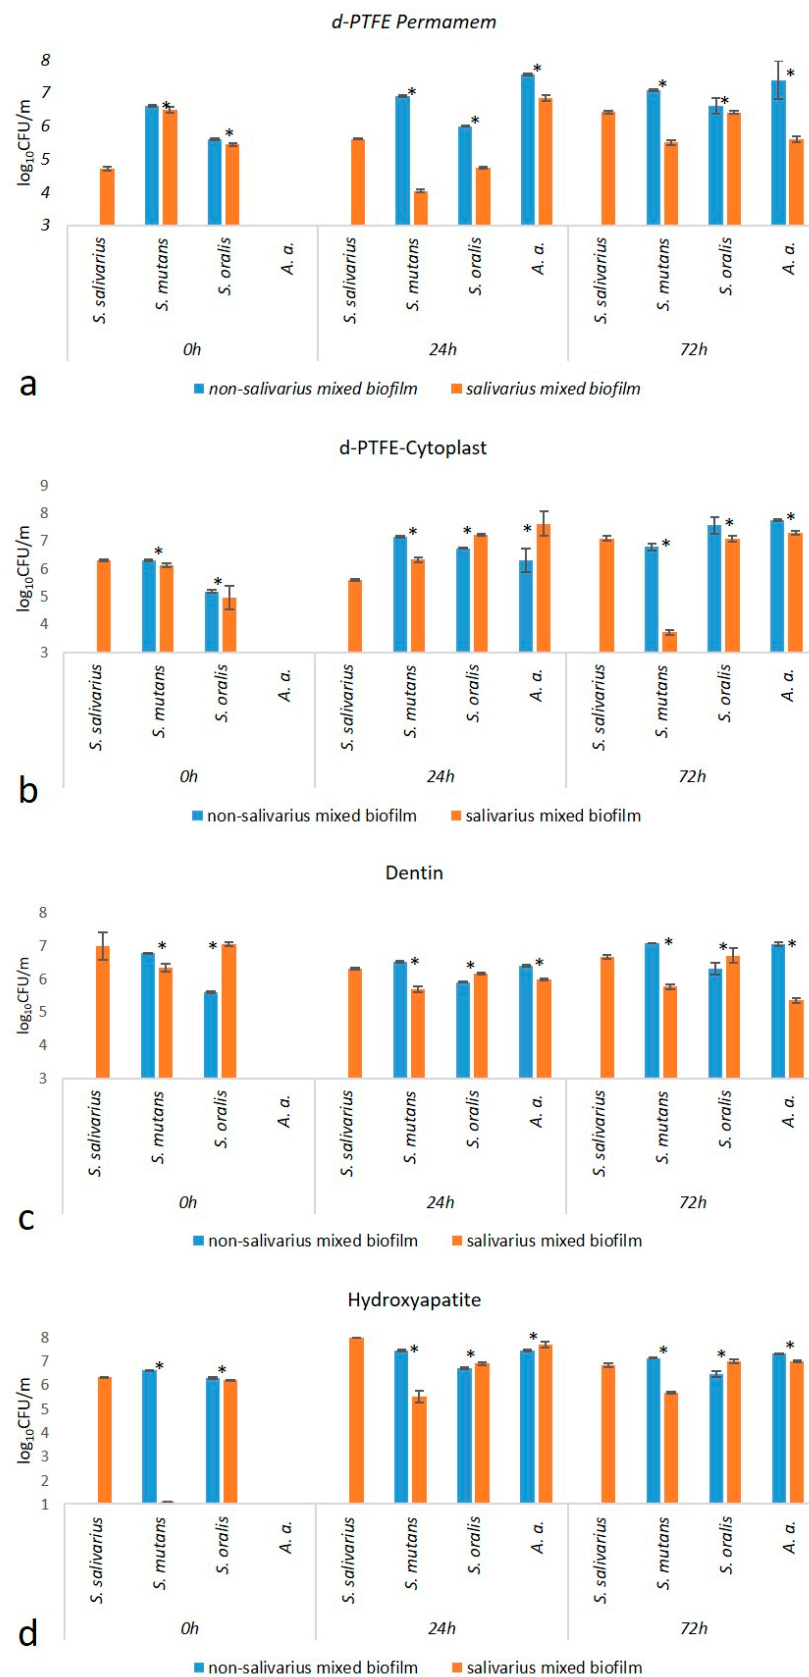 d-PTFE Permamem
log10CFU/m
8
7
6
5
4
3
* * * * * * * *
S. salivarius S. mutans S. oralis A. a. S. salivarius S. mutans S. oralis A. a. S. salivarius S. mutans S. oralis A. a.
0h 24h 72h
a
non-salivarius mixed biofilm salivarius mixed biofilm
d-PTFE-Cytoplast
log10CFU/m
9
8
7
6
5
4
3
* * * * * * * *
S. salivarius S. mutans S. oralis A. a. S. salivarius S. mutans S. oralis A. a. S. salivarius S. mutans S. oralis A. a.
0h 24h 72h
b
non-salivarius mixed biofilm salivarius mixed biofilm
Dentin
log10CFU/m
8
7
6
5
4
3
* * * * * * * *
S. salivarius S. mutans S. oralis A. a. S. salivarius S. mutans S. oralis A. a. S. salivarius S. mutans S. oralis A. a.
0h 24h 72h
c
non-salivarius mixed biofilm salivarius mixed biofilm
Hydroxyapatite
log10CFU/m
8
7
6
5
4
3
2
1
* * * * * * * *
S. salivarius S. mutans S. oralis A. a. S. salivarius S. mutans S. oralis A. a. S. salivarius S. mutans S. oralis A. a.
0h 24h 72h
d
non-salivarius mixed biofilm salivarius mixed biofilm